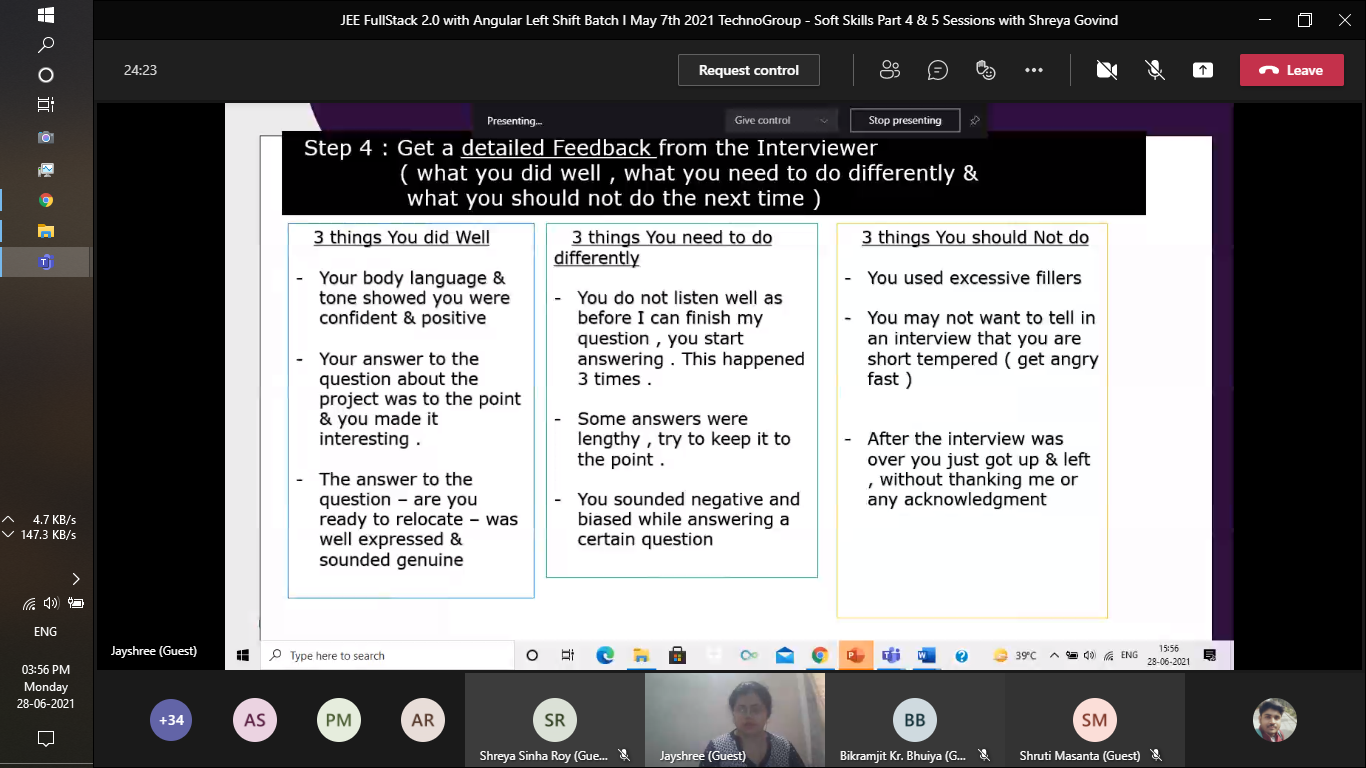 JEE FullStack 2.0 with Angular Left Shift Batch I May 7th 2021 TechnoGroup - Soft Skills Part 4 & 5 Sessions with Shreya Govind
24:23
Request control
Leave
Presenting...
Give control
Stop presenting
Step 4 : Get a detailed Feedback from the Interviewer
( what you did well , what you need to do differently &
what you should not do the next time )
3 things You did Well
- Your body language &
tone showed you were
confident & positive
- Your answer to the
question about the
project was to the point
& you made it
interesting .
- The answer to the
question – are you
ready to relocate – was
well expressed &
sounded genuine
3 things You need to do
differently
- You do not listen well as
before I can finish my
question , you start
answering . This happened
3 times .
- Some answers were
lengthy , try to keep it to
the point .
- You sounded negative and
biased while answering a
certain question
3 things You should Not do
- You used excessive fillers
- You may not want to tell in
an interview that you are
short tempered ( get angry
fast )
- After the interview was
over you just got up & left
, without thanking me or
any acknowledgment
Jayshree (Guest)
Type here to search
39°C
ENG
15:56
28-06-2021
4.7 KB/s
147.3 KB/s
ENG
03:56 PM
Monday
28-06-2021
+34
AS
PM
AR
SR
Shreya Sinha Roy (Gue...
Jayshree (Guest)
BB
Bikramjit Kr. Bhuiya (G...
SM
Shruti Masanta (Guest)